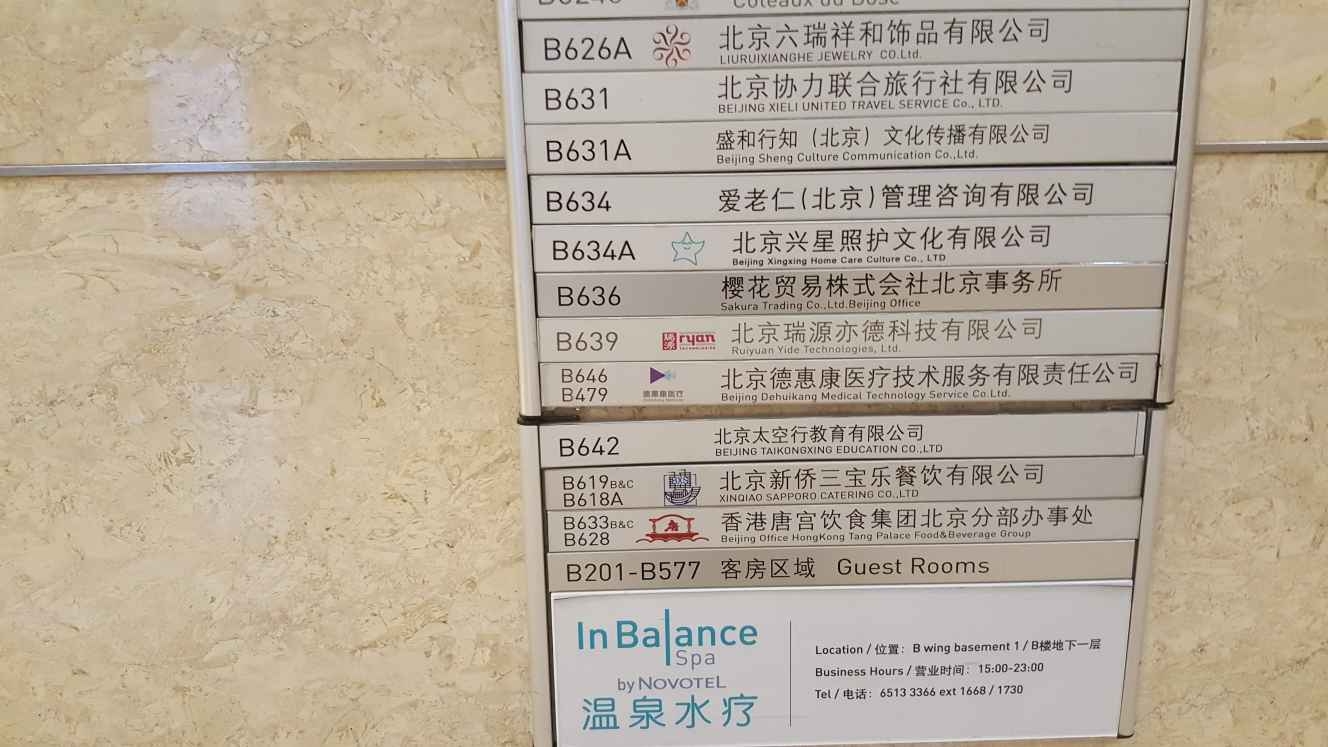 Coteaux du Bosc
B626A
北京六瑞祥和饰品有限公司
LIURUIXIANGHE JEWELRY CO.Ltd.
B631
北京协力联合旅行社有限公司
BEIJING XIELI UNITED TRAVEL SERVICE Co., LTD.
B631A
盛和行知（北京）文化传播有限公司
Beijing Sheng Culture Communication Co.,Ltd.
B634
爱老仁(北京)管理咨询有限公司
B634A
北京兴星照护文化有限公司
Beijing Xingxing Home Care Culture Co., LTD
B636
樱花贸易株式会社北京事务所
Sakura Trading Co.,Ltd.Beijing Office
B639
ryan
TECHNOLOGIES
北京瑞源亦德科技有限公司
Ruiyuan Yide Technologies, Ltd.
B646
B479
德惠康医疗
北京德惠康医疗技术服务有限责任公司
Beijing Dehuikang Medical Technology Service Co.Ltd.
B642
北京太空行教育有限公司
BEIJING TAIKONGXING EDUCATION CO.,LTD
B619B&C
B618A
北京新侨三宝乐餐饮有限公司
XINQIAO SAPPORO CATERING CO.,LTD
B633B&C
B628
香港唐宫饮食集团北京分部办事处
Beijing Office HongKong Tang Palace Food&Beverage Group
B201-B577 客房区域 Guest Rooms
In Balance
Spa
by NOVOTEL
温泉水疗
Location / 位置： B wing basement 1 / B楼地下一层
Business Hours / 营业时间：15:00-23:00
Tel / 电话：6513 3366 ext 1668 / 1730